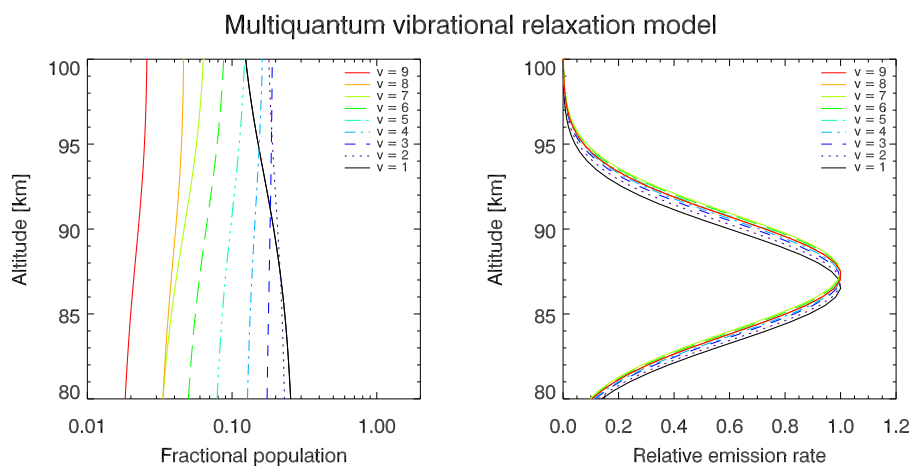 Multiquantum vibrational relaxation model
100
95
90
85
80
Altitude [km]
v = 9
v = 8
v = 7
v = 6
v = 5
v = 4
v = 3
v = 2
v = 1
0.01
0.10
1.00
Fractional population
100
95
90
85
80
Altitude [km]
v = 9
v = 8
v = 7
v = 6
v = 5
v = 4
v = 3
v = 2
v = 1
0.0
0.2
0.4
0.6
0.8
1.0
1.2
Relative emission rate